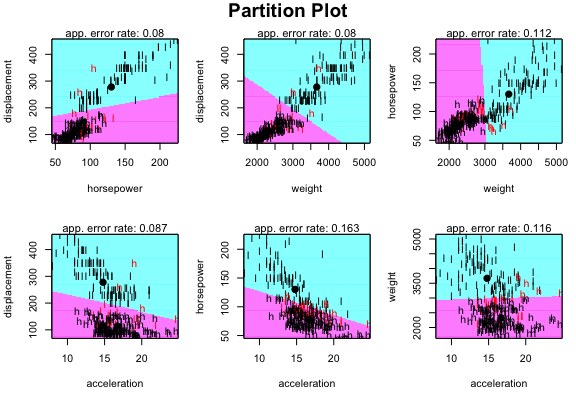 Partition Plot
app. error rate: 0.08
displacement
100 200 300 400
50 100 150 200
horsepower
app. error rate: 0.08
displacement
100 200 300 400
2000 3000 4000 5000
weight
app. error rate: 0.112
horsepower
50 100 150 200
2000 3000 4000 5000
weight
app. error rate: 0.087
displacement
100 200 300 400
10 15 20
acceleration
app. error rate: 0.163
horsepower
50 100 150 200
10 15 20
acceleration
app. error rate: 0.116
weight
2000 3500 5000
10 15 20
acceleration